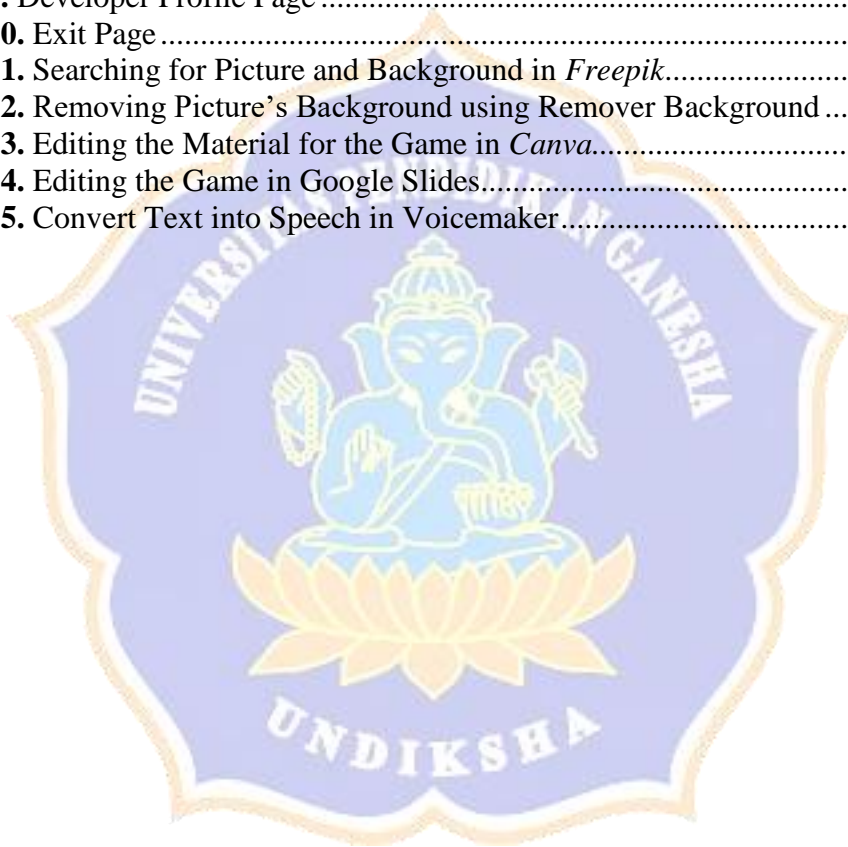 . Developer Profile Page
0. Exit Page
1. Searching for Picture and Background in Freepik
2. Removing Picture's Background using Remover Background
3. Editing the Material for the Game in Canva
4. Editing the Game in Google Slides
5. Convert Text into Speech in Voicemaker
UNIVERSITAS PENDIDIKAN GANESHA
UNDIKSHA